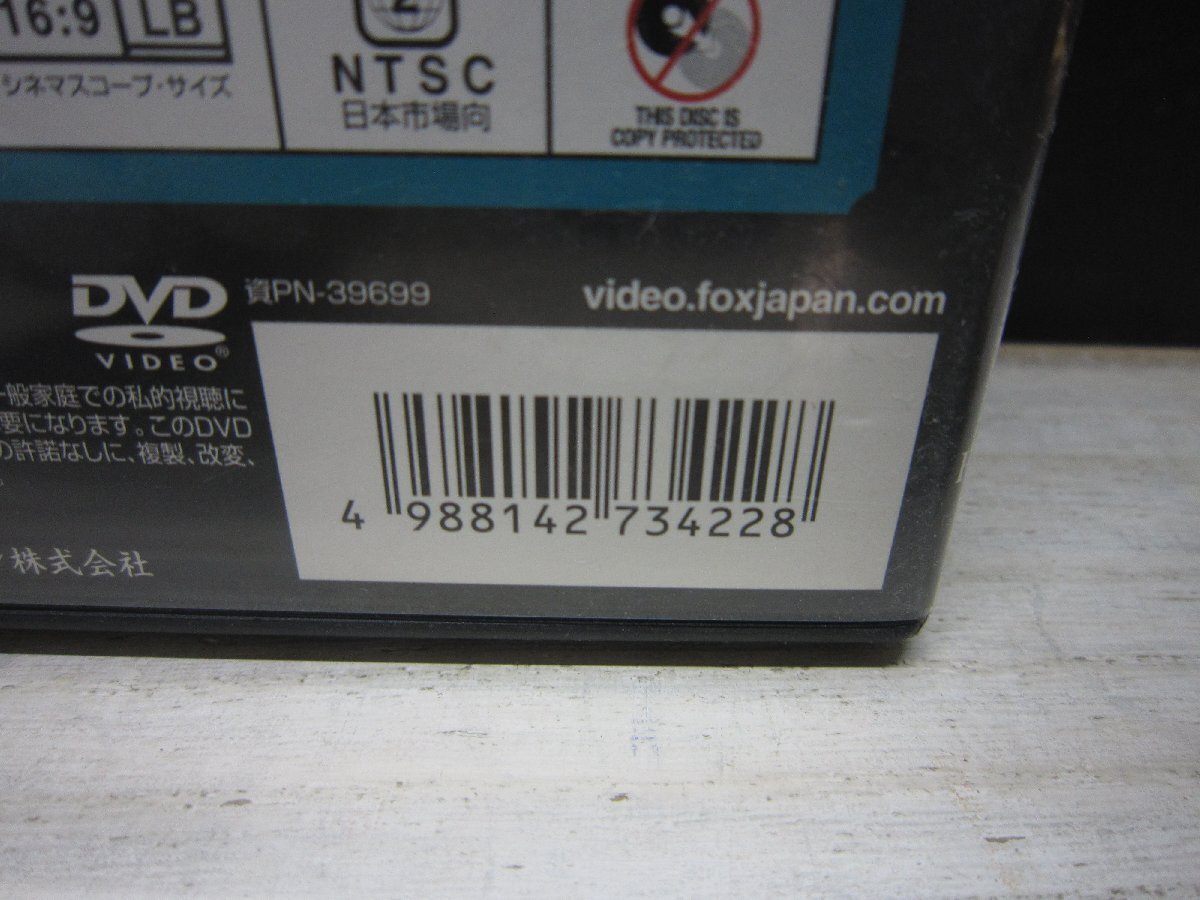 16:9 LB
シネマスコープ・サイズ
2
NTSC
日本市場向
THIS DISC IS
COPY PROTECTED
DVD
VIDEO®
資PN-39699
video.foxjapan.com
一般家庭での私的視聴に
要になります。このDVD
の許諾なしに、複製、改変、
。
株式会社
4 988142 734228